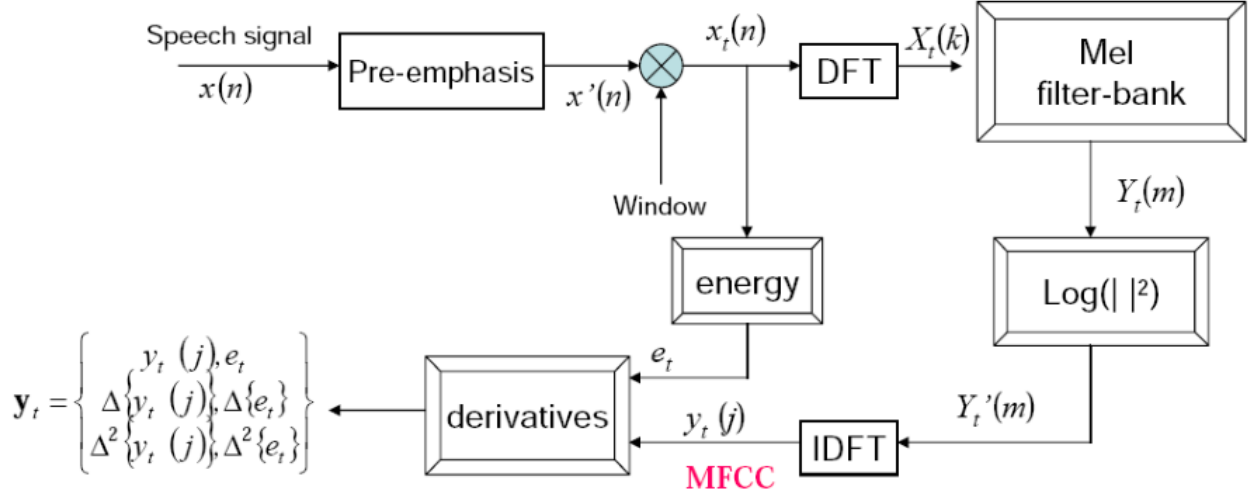 Speech signal
x(n)
Pre-emphasis
x’(n)
Window
x_t(n)
DFT
X_t(k)
Mel
filter-bank
Y_t(m)
Log(| |²)
Y_t’(m)
IDFT
y_t(j)
MFCC
energy
e_t
derivatives
y_t = {
y_t (j), e_t
Δ{y_t (j)}, Δ{e_t}
Δ²{y_t (j)}, Δ²{e_t}
}